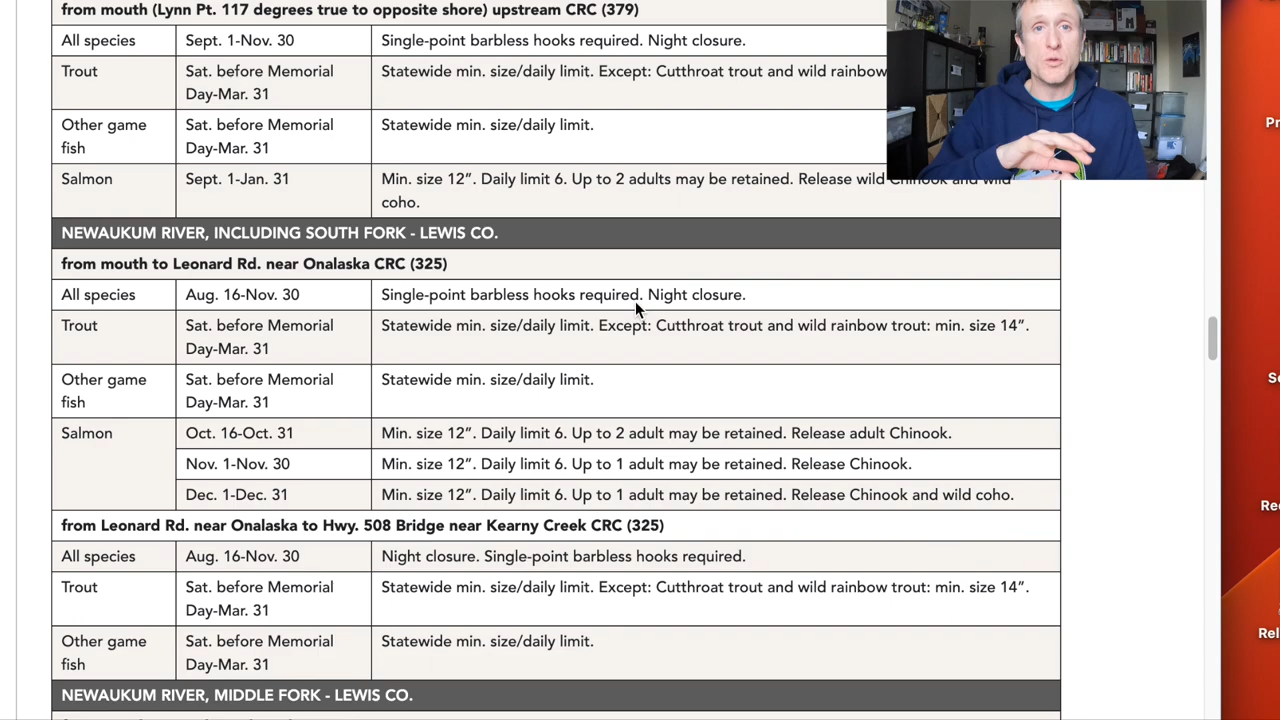 from mouth (Lynn Pt. 117 degrees true to opposite shore) upstream CRC (379)
All species Sept. 1-Nov. 30 Single-point barbless hooks required. Night closure.
Trout Sat. before Memorial Day-Mar. 31 Statewide min. size/daily limit. Except: Cutthroat trout and wild rainbow
Other game fish Sat. before Memorial Day-Mar. 31 Statewide min. size/daily limit.
Salmon Sept. 1-Jan. 31 Min. size 12”. Daily limit 6. Up to 2 adults may be retained. Release wild Chinook and wild coho.
NEWAUKUM RIVER, INCLUDING SOUTH FORK - LEWIS CO.
from mouth to Leonard Rd. near Onalaska CRC (325)
All species Aug. 16-Nov. 30 Single-point barbless hooks required. Night closure.
Trout Sat. before Memorial Day-Mar. 31 Statewide min. size/daily limit. Except: Cutthroat trout and wild rainbow trout: min. size 14”.
Other game fish Sat. before Memorial Day-Mar. 31 Statewide min. size/daily limit.
Salmon Oct. 16-Oct. 31 Min. size 12”. Daily limit 6. Up to 2 adult may be retained. Release adult Chinook.
Nov. 1-Nov. 30 Min. size 12”. Daily limit 6. Up to 1 adult may be retained. Release Chinook.
Dec. 1-Dec. 31 Min. size 12”. Daily limit 6. Up to 1 adult may be retained. Release Chinook and wild coho.
from Leonard Rd. near Onalaska to Hwy. 508 Bridge near Kearny Creek CRC (325)
All species Aug. 16-Nov. 30 Night closure. Single-point barbless hooks required.
Trout Sat. before Memorial Day-Mar. 31 Statewide min. size/daily limit. Except: Cutthroat trout and wild rainbow trout: min. size 14”.
Other game fish Sat. before Memorial Day-Mar. 31 Statewide min. size/daily limit.
NEWAUKUM RIVER, MIDDLE FORK - LEWIS CO.
Pr
Rel